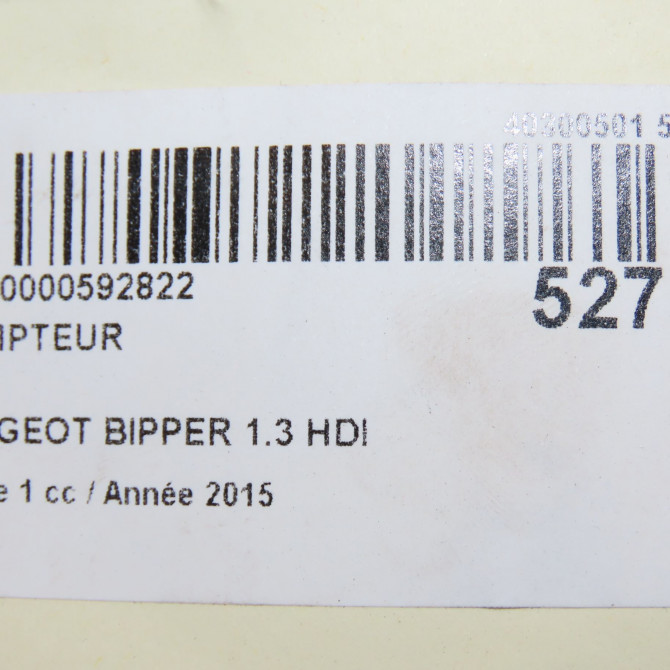 40300501 5
0000592822
527
IPTEUR
GEOT BIPPER 1.3 HDI
e 1 cc / Année 2015